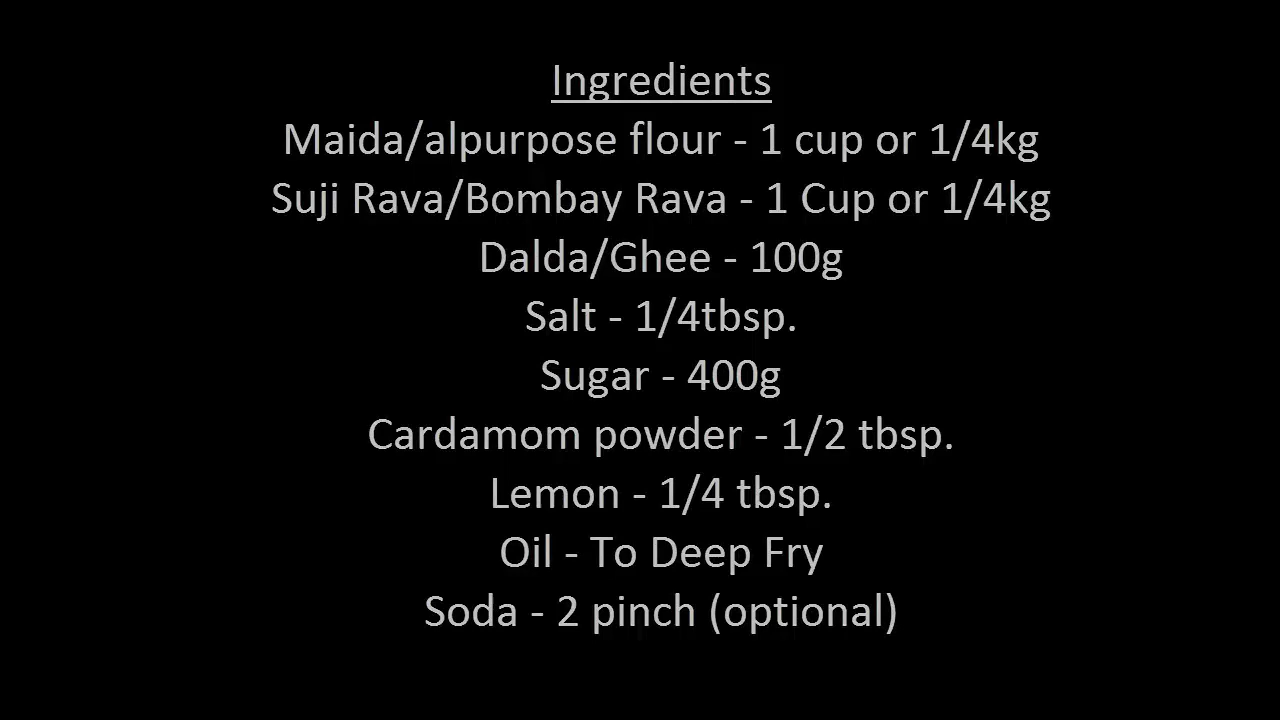 Ingredients
Maida/alpurpose flour - 1 cup or 1/4kg
Suji Rava/Bombay Rava - 1 Cup or 1/4kg
Dalda/Ghee - 100g
Salt - 1/4tbsp.
Sugar - 400g
Cardamom powder - 1/2 tbsp.
Lemon - 1/4 tbsp.
Oil - To Deep Fry
Soda - 2 pinch (optional)